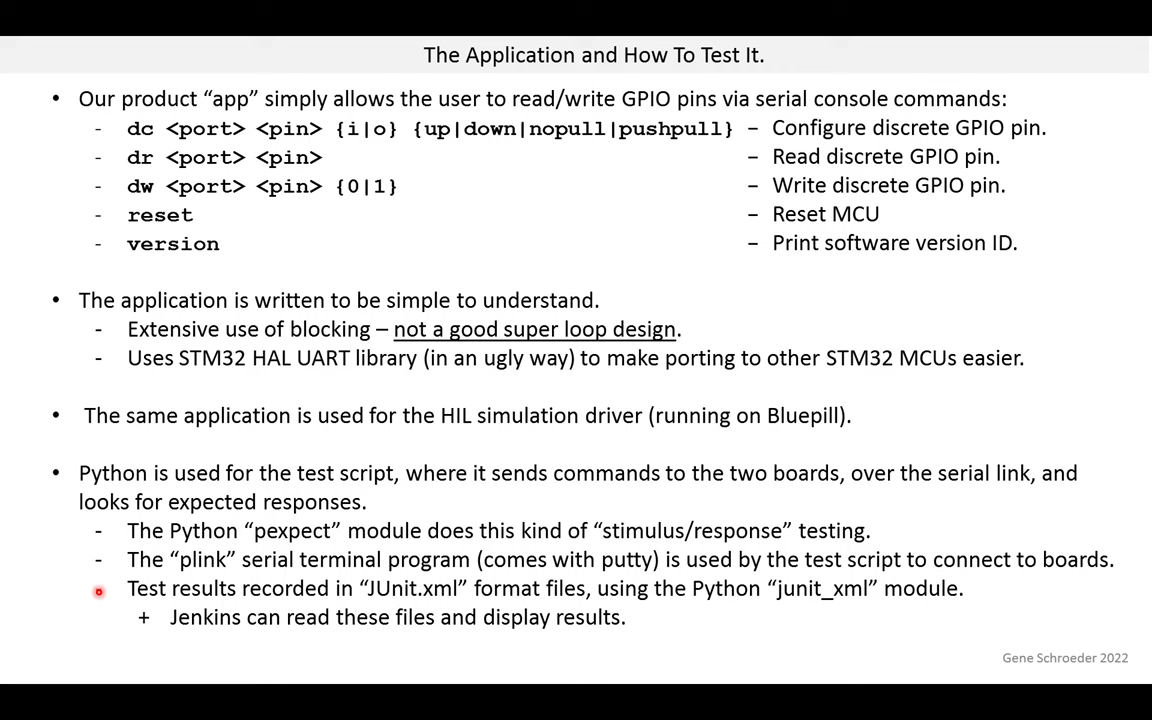 The Application and How To Test It.
• Our product “app” simply allows the user to read/write GPIO pins via serial console commands:
- dc <port> <pin> {i|o} {up|down|nopull|pushpull} – Configure discrete GPIO pin.
- dr <port> <pin> – Read discrete GPIO pin.
- dw <port> <pin> {0|1} – Write discrete GPIO pin.
- reset – Reset MCU
- version – Print software version ID.
• The application is written to be simple to understand.
- Extensive use of blocking – not a good super loop design.
- Uses STM32 HAL UART library (in an ugly way) to make porting to other STM32 MCUs easier.
• The same application is used for the HIL simulation driver (running on Bluepill).
• Python is used for the test script, where it sends commands to the two boards, over the serial link, and
looks for expected responses.
- The Python “pexpect” module does this kind of “stimulus/response” testing.
- The “plink” serial terminal program (comes with putty) is used by the test script to connect to boards.
Test results recorded in “JUnit.xml” format files, using the Python “junit_xml” module.
+ Jenkins can read these files and display results.
Gene Schroeder 2022